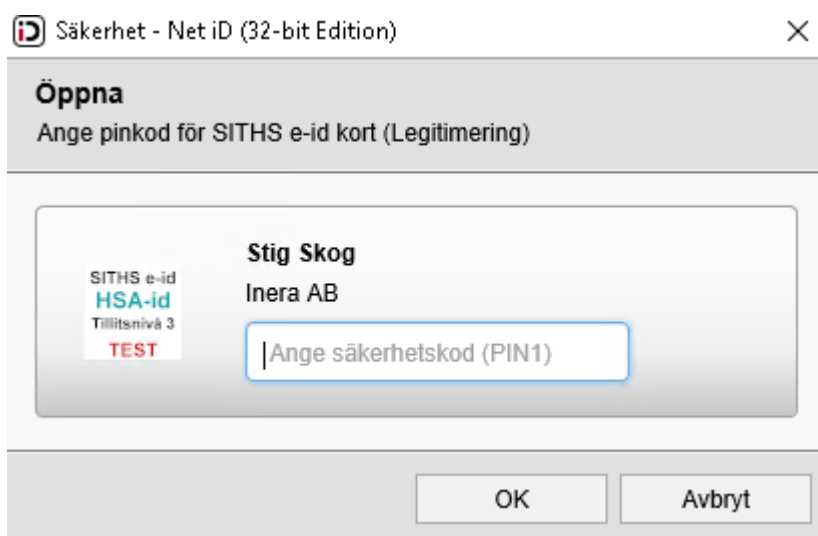 iD Säkerhet - Net iD (32-bit Edition)
Öppna
Ange pinkod för SITHS e-id kort (Legitimering)
SITHS e-id
HSA-id
Tillitsnivå 3
TEST
Stig Skog
Inera AB
Ange säkerhetskod (PIN1)
OK
Avbryt